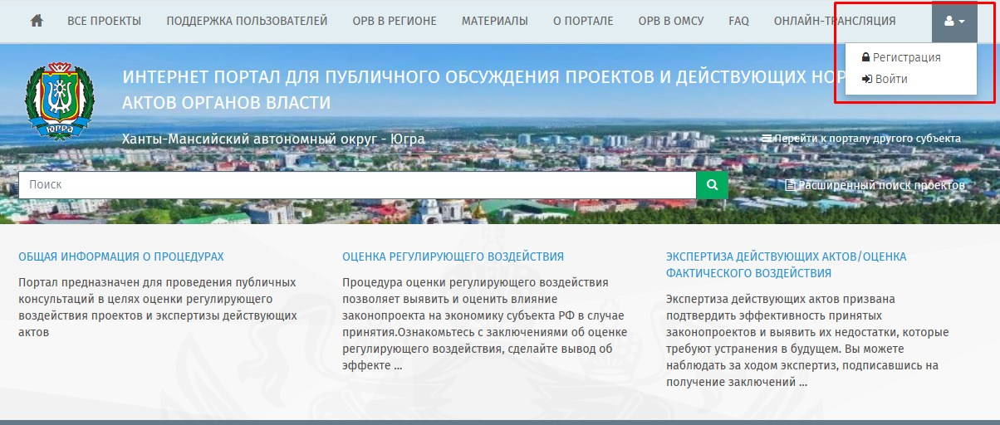 ВСЕ ПРОЕКТЫ ПОДДЕРЖКА ПОЛЬЗОВАТЕЛЕЙ ОРВ В РЕГИОНЕ МАТЕРИАЛЫ О ПОРТАЛЕ ОРВ В ОМСУ FAQ ОНЛАЙН-ТРАНСЛЯЦИЯ
Регистрация
Войти
ИНТЕРНЕТ ПОРТАЛ ДЛЯ ПУБЛИЧНОГО ОБСУЖДЕНИЯ ПРОЕКТОВ И ДЕЙСТВУЮЩИХ НОР
АКТОВ ОРГАНОВ ВЛАСТИ
ЮГРА
Ханты-Мансийский автономный округ - Югра
Перейти к порталу другого субъекта
Поиск
Расширенный поиск проектов
ОБЩАЯ ИНФОРМАЦИЯ О ПРОЦЕДУРАХ
Портал предназначен для проведения публичных
консультаций в целях оценки регулирующего
воздействия проектов и экспертизы действующих
актов
ОЦЕНКА РЕГУЛИРУЮЩЕГО ВОЗДЕЙСТВИЯ
Процедура оценки регулирующего воздействия
позволяет выявить и оценить влияние
законопроекта на экономику субъекта РФ в случае
принятия.Ознакомьтесь с заключениями об оценке
регулирующего воздействия, сделайте вывод об
эффекте ...
ЭКСПЕРТИЗА ДЕЙСТВУЮЩИХ АКТОВ/ОЦЕНКА
ФАКТИЧЕСКОГО ВОЗДЕЙСТВИЯ
Экспертиза действующих актов призвана
подтвердить эффективность принятых
законопроектов и выявить их недостатки, которые
требуют устранения в будущем. Вы можете
наблюдать за ходом экспертиз, подписавшись на
получение заключений ...